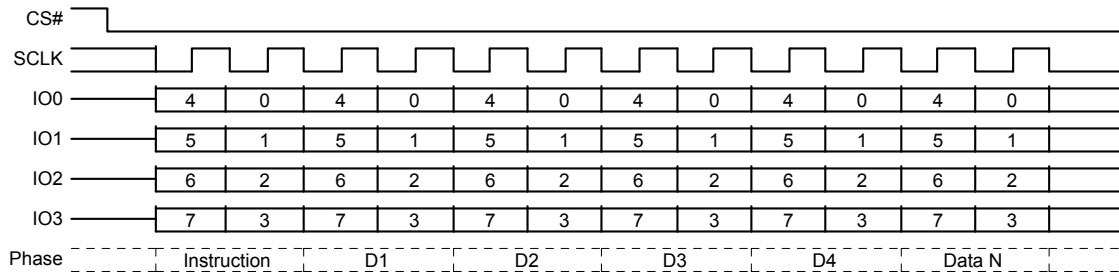 CS#
SCLK
IO0 4 0 4 0 4 0 4 0 4 0 4 0
IO1 5 1 5 1 5 1 5 1 5 1 5 1
IO2 6 2 6 2 6 2 6 2 6 2 6 2
IO3 7 3 7 3 7 3 7 3 7 3 7 3
Phase Instruction D1 D2 D3 D4 Data N